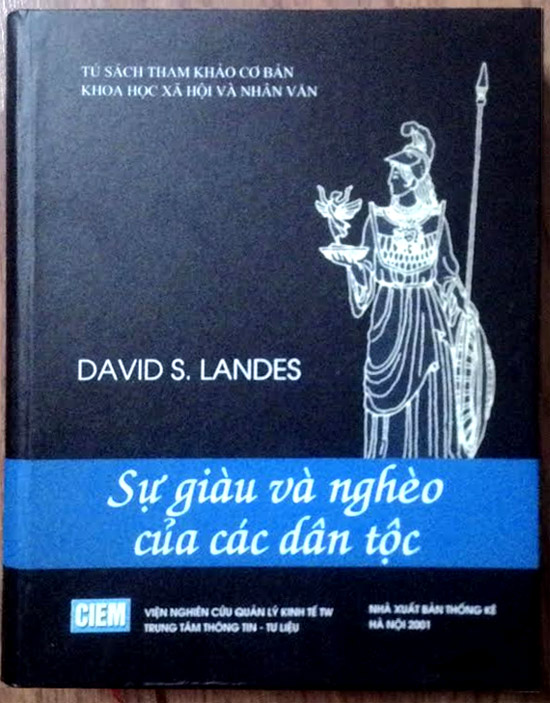 TỦ SÁCH THAM KHẢO CƠ BẢN
KHOA HỌC XÃ HỘI VÀ NHÂN VĂN
DAVID S. LANDES
Sự giàu và nghèo
của các dân tộc
CIEM
VIỆN NGHIÊN CỨU QUẢN LÝ KINH TẾ TW
TRUNG TÂM THÔNG TIN - TƯ LIỆU
NHÀ XUẤT BẢN THỐNG KÊ
HÀ NỘI 2001